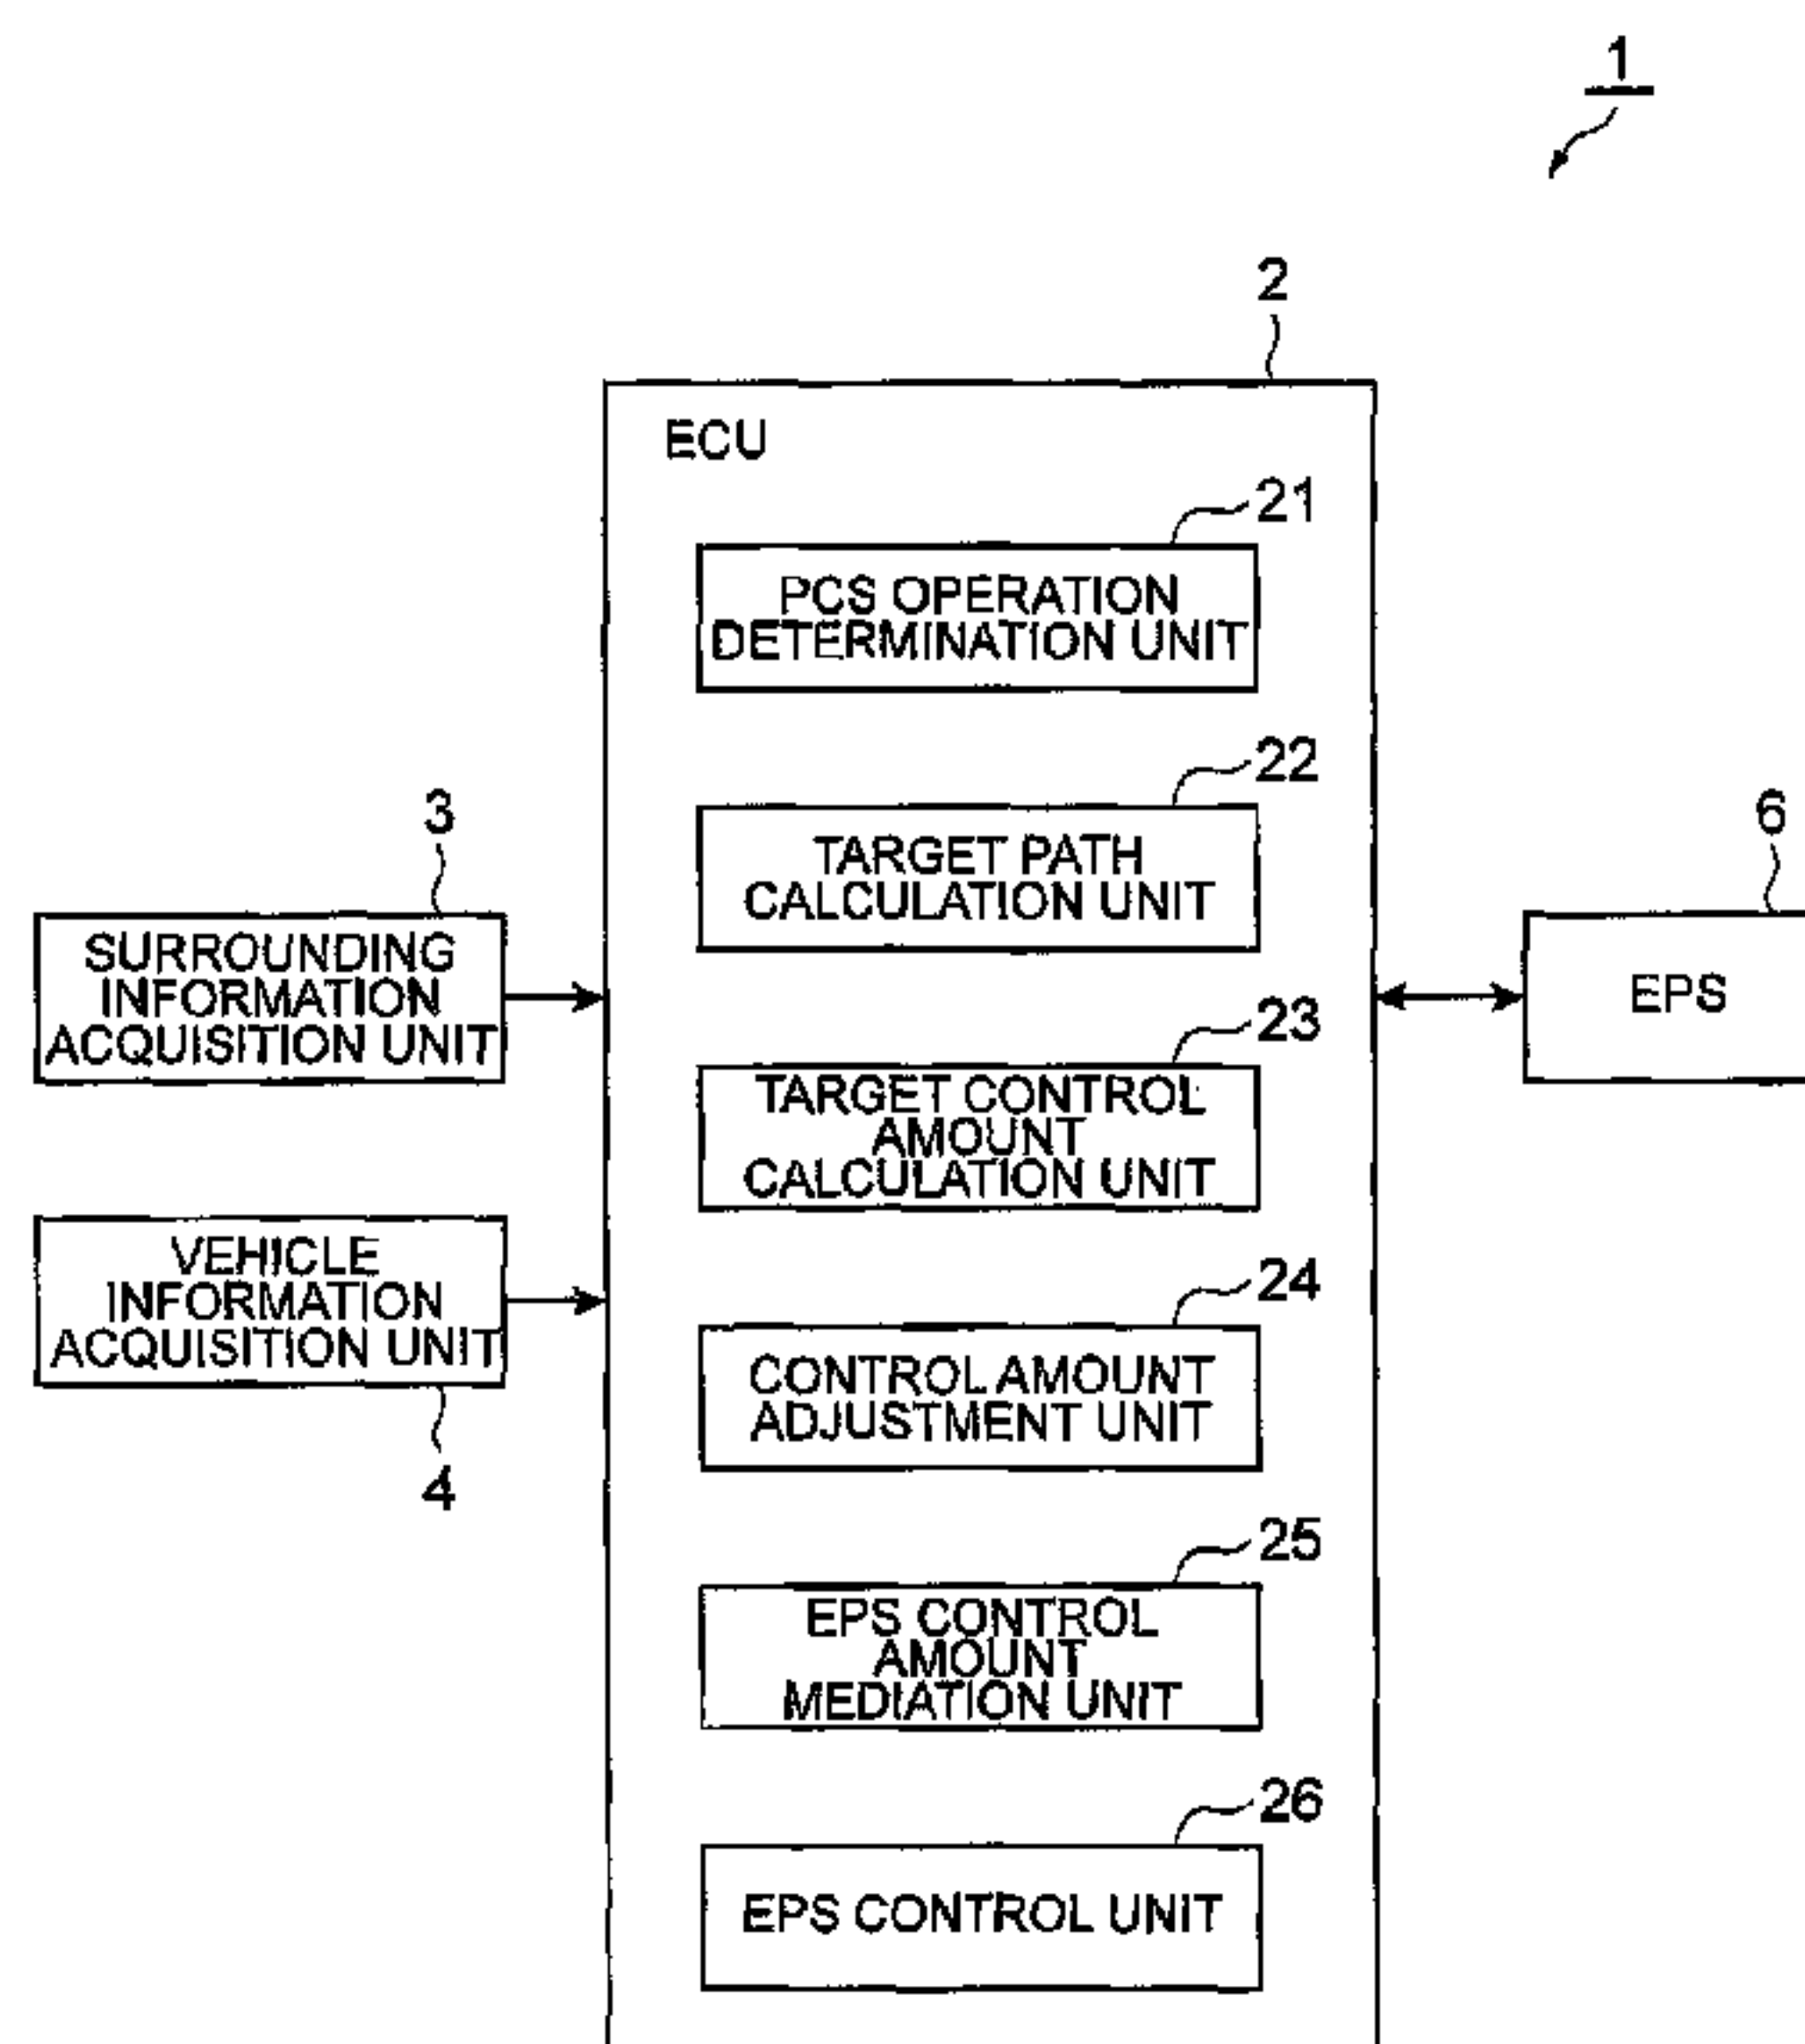 1
2
ECU
21
PCS OPERATION
DETERMINATION UNIT
22
TARGET PATH
CALCULATION UNIT
3
SURROUNDING
INFORMATION
ACQUISITION UNIT
6
EPS
23
TARGET CONTROL
AMOUNT
CALCULATION UNIT
VEHICLE
INFORMATION
ACQUISITION UNIT
4
24
CONTROL AMOUNT
ADJUSTMENT UNIT
25
EPS CONTROL
AMOUNT
MEDIATION UNIT
26
EPS CONTROL UNIT